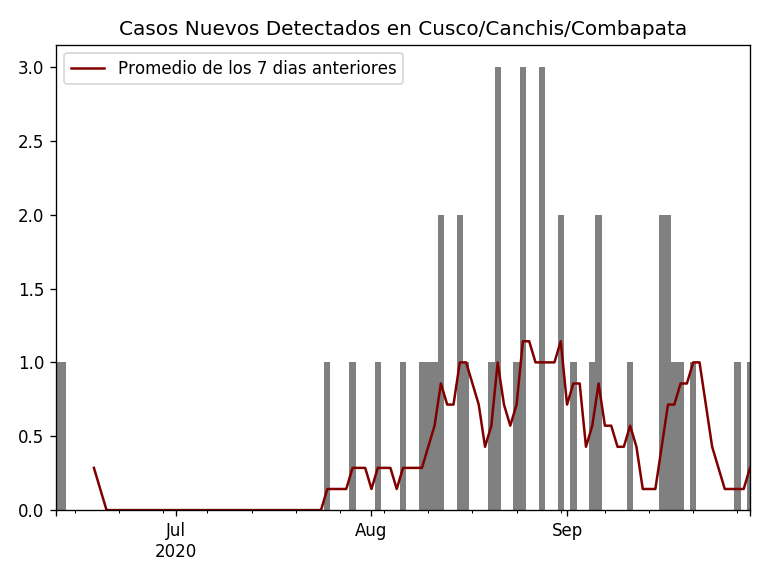 Casos Nuevos Detectados en Cusco/Canchis/Combapata
Promedio de los 7 dias anteriores
3.0
2.5
2.0
1.5
1.0
0.5
0.0
Jul
2020
Aug
Sep